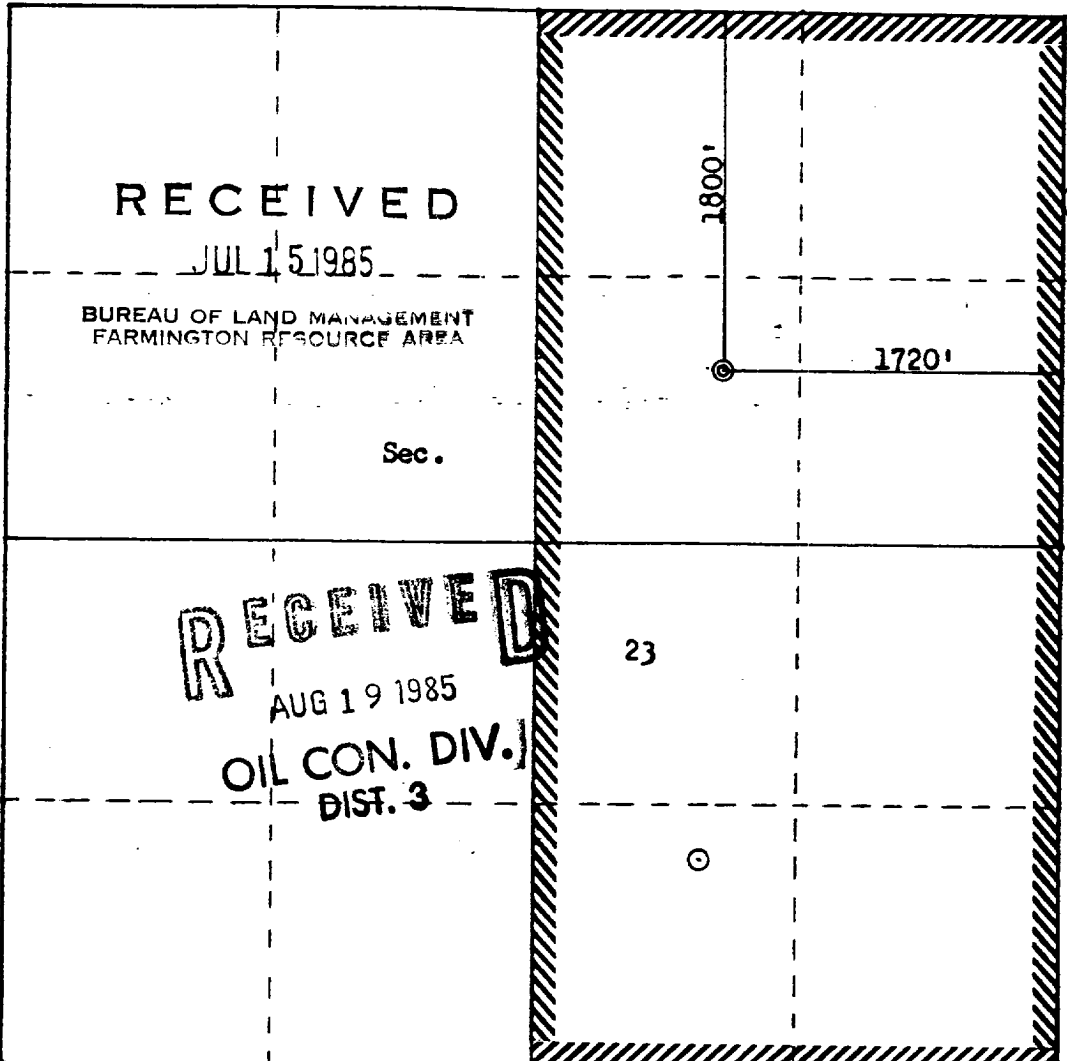 RECEIVED
JUL 15 1985
BUREAU OF LAND MANAGEMENT
FARMINGTON RESOURCE AREA
1800'
1720'
Sec.
23
RECEIVED
AUG 19 1985
OIL CON. DIV.
DIST. 3